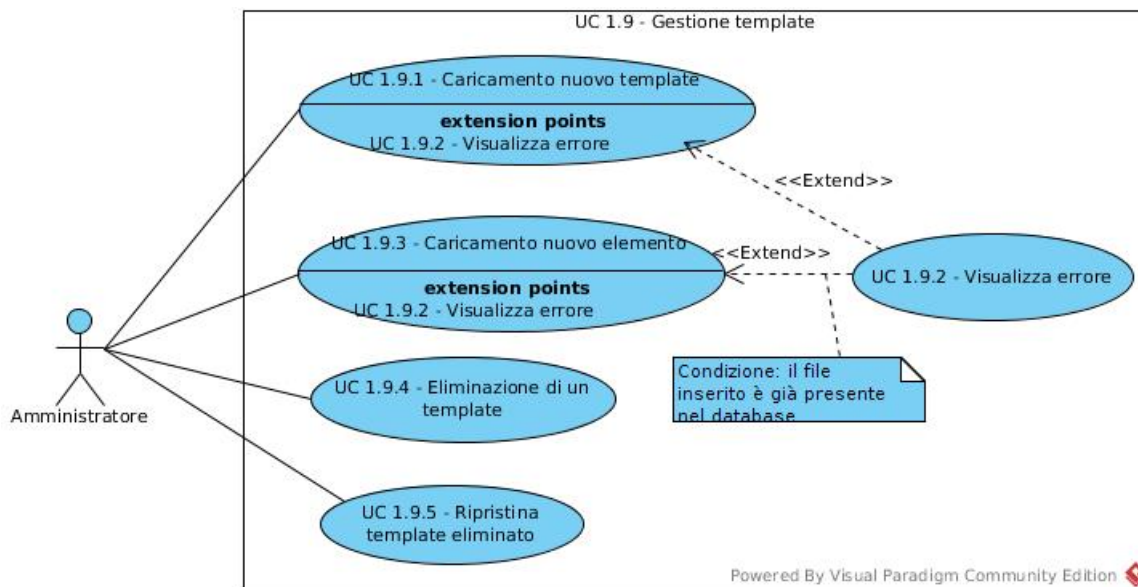 UC 1.9 - Gestione template
UC 1.9.1 - Caricamento nuovo template
extension points
UC 1.9.2 - Visualizza errore
<<Extend>>
UC 1.9.3 - Caricamento nuovo elemento
<<Extend>>
extension points
UC 1.9.2 - Visualizza errore
UC 1.9.2 - Visualizza errore
Condizione: il file
inserito è già presente
nel database
UC 1.9.4 - Eliminazione di un
template
Amministratore
UC 1.9.5 - Ripristina
template eliminato
Powered By Visual Paradigm Community Edition